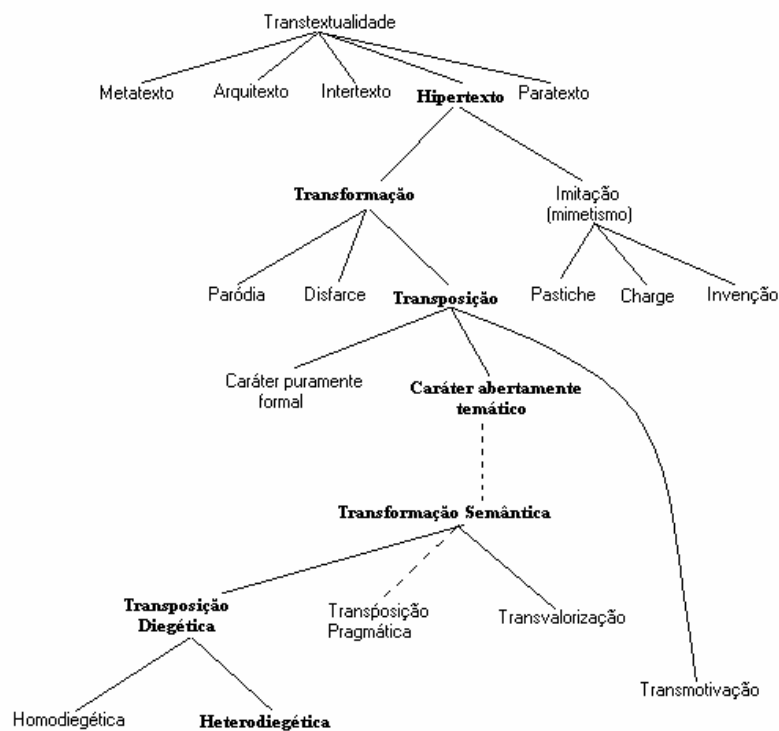 Transtextualidade
Metatexto
Arquitexto
Intertexto
Hipertexto
Paratexto
Transformação
Imitação
(mimetismo)
Paródia
Disfarce
Transposição
Pastiche
Charge
Invenção
Caráter puramente
formal
Caráter abertamente
temático
Transformação Semântica
Transposição
Diegética
Transposição
Pragmática
Transvalorização
Transmotivação
Homodiegética
Heterodiegética